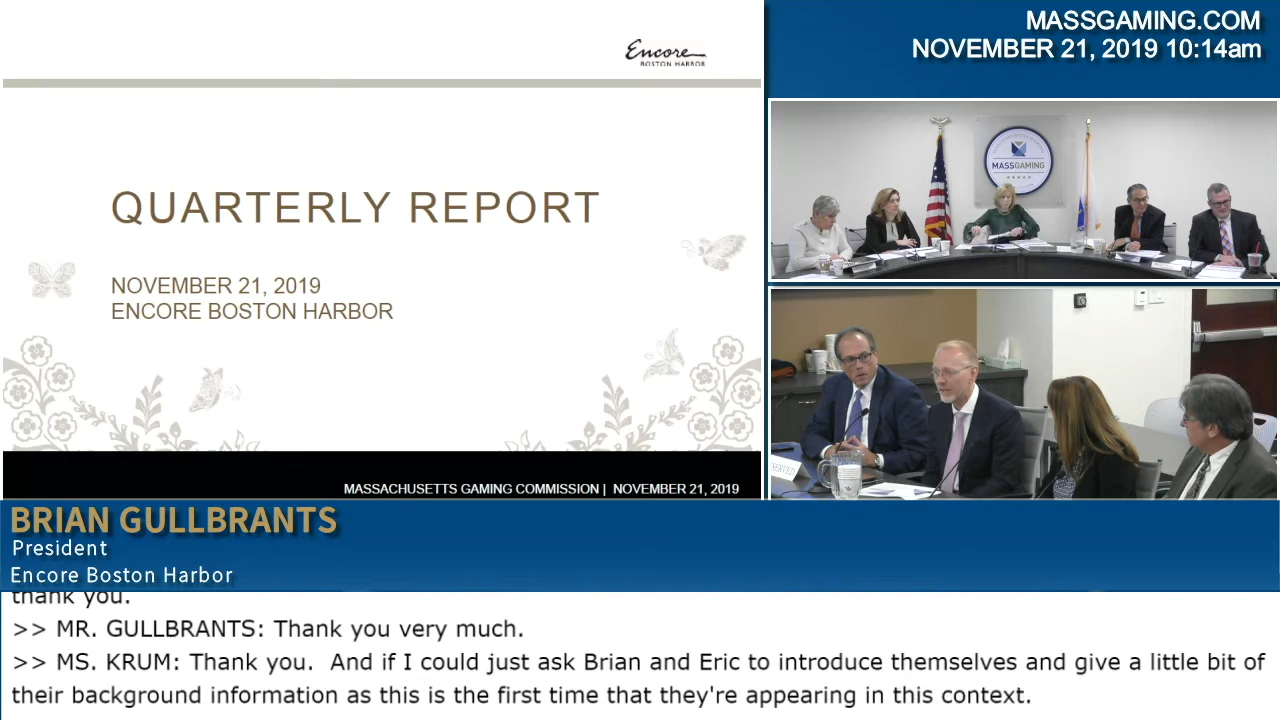 Encore
BOSTON HARBOR
QUARTERLY REPORT
NOVEMBER 21, 2019
ENCORE BOSTON HARBOR
MASSACHUSETTS GAMING COMMISSION | NOVEMBER 21, 2019
MASSGAMING.COM
NOVEMBER 21, 2019 10:14am
MASSGAMING
BRIAN GULLBRANTS
President
Encore Boston Harbor
thank you.
>> MR. GULLBRANTS: Thank you very much.
>> MS. KRUM: Thank you. And if I could just ask Brian and Eric to introduce themselves and give a little bit of
their background information as this is the first time that they're appearing in this context.